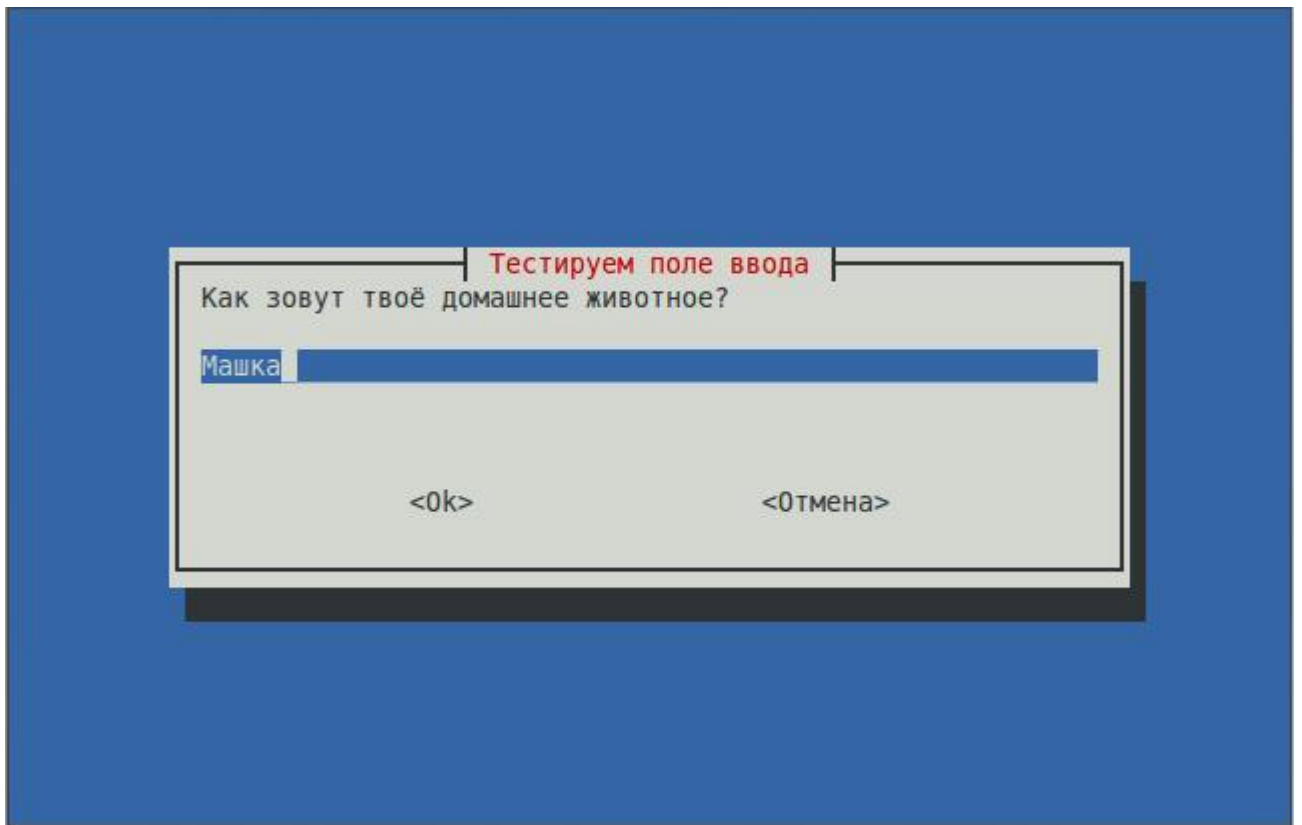 Тестируем поле ввода
Как зовут твоё домашнее животное?
Машка
<Ok> <Отмена>